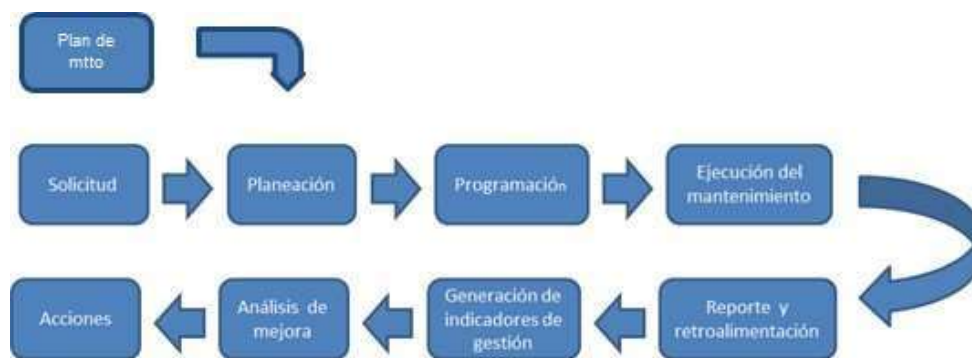 Plan de
mtto
Solicitud
Planeación
Programación
Ejecución del
mantenimiento
Acciones
Análisis de
mejora
Generación de
indicadores de
gestión
Reporte y
retroalimentación